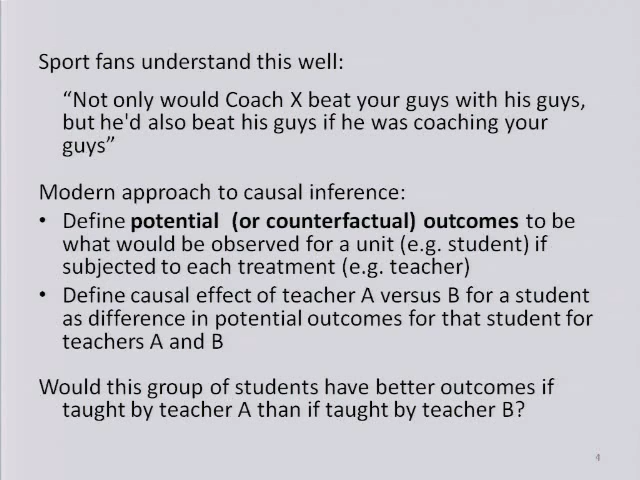 Sport fans understand this well:
“Not only would Coach X beat your guys with his guys,
but he'd also beat his guys if he was coaching your
guys”
Modern approach to causal inference:
• Define potential (or counterfactual) outcomes to be
what would be observed for a unit (e.g. student) if
subjected to each treatment (e.g. teacher)
• Define causal effect of teacher A versus B for a student
as difference in potential outcomes for that student for
teachers A and B
Would this group of students have better outcomes if
taught by teacher A than if taught by teacher B?
4